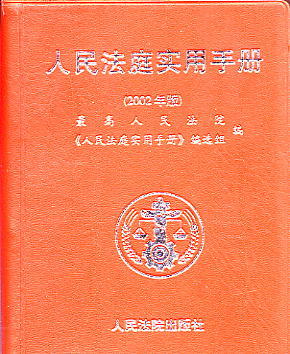 人民法庭实用手册
(2002年版)
最高人民法院
《人民法庭实用手册》编选组 编
人民法院出版社